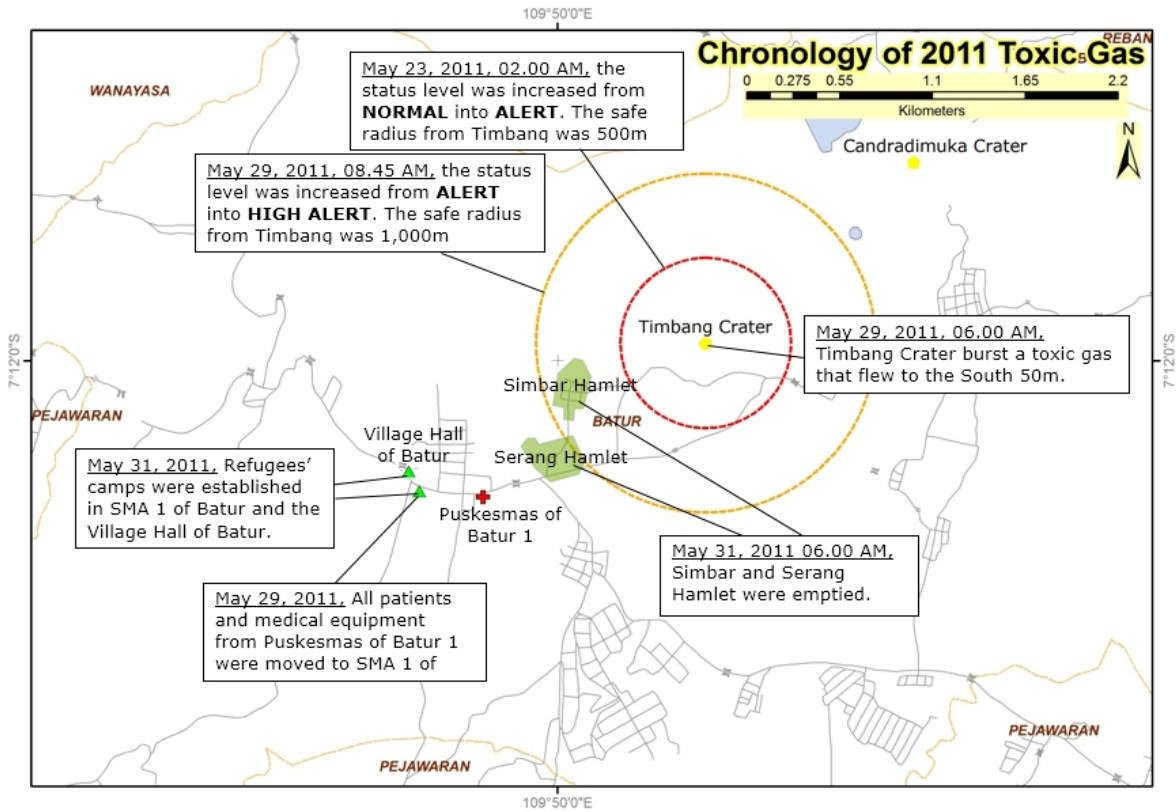 109°50'0"E
Chronology of 2011 Toxic Gas
0 0.275 0.55 1.1 1.65 2.2
Kilometers
REBAN
N
WANAYASA
May 23, 2011, 02.00 AM, the
status level was increased from
NORMAL into ALERT. The safe
radius from Timbang was 500m
Candradimuka Crater
May 29, 2011, 08.45 AM, the status
level was increased from ALERT
into HIGH ALERT. The safe radius
from Timbang was 1,000m
Timbang Crater
May 29, 2011, 06.00 AM,
Timbang Crater burst a toxic gas
that flew to the South 50m.
7°12'0"S
7°12'0"S
Simbar Hamlet
PEJAWARAN
BATUR
Village Hall
of Batur
Serang Hamlet
May 31, 2011, Refugees'
camps were established
in SMA 1 of Batur and the
Village Hall of Batur.
Puskesmas of
Batur 1
May 31, 2011 06.00 AM,
Simbar and Serang
Hamlet were emptied.
May 29, 2011, All patients
and medical equipment
from Puskesmas of Batur 1
were moved to SMA 1 of
PEJAWARAN
PEJAWARAN
109°50'0"E